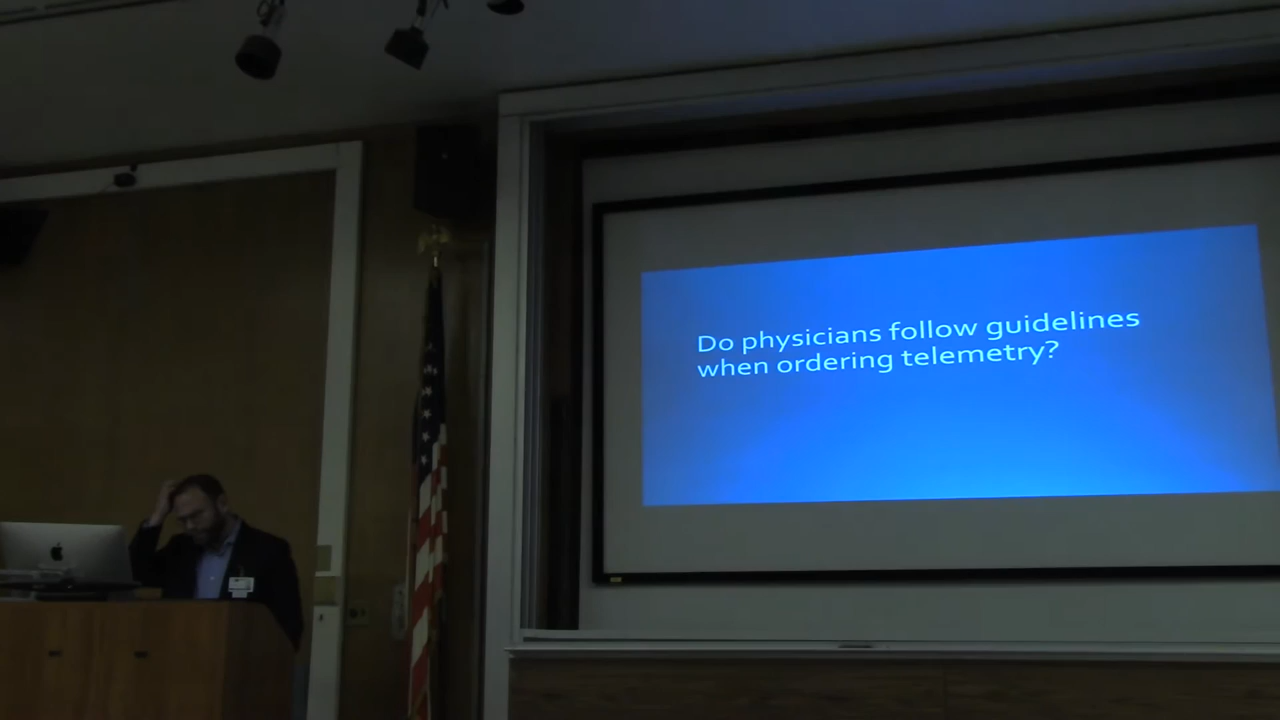 Do physicians follow guidelines
when ordering telemetry?